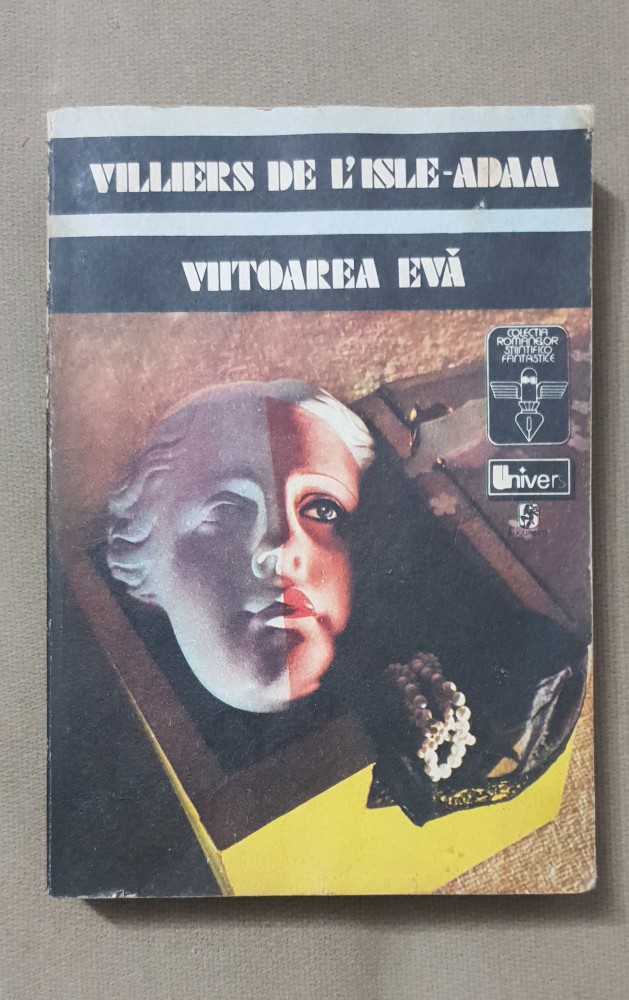 VILLIERS DE L'ISLE-ADAM
VIITOAREA EVĂ
COLECȚIA
ROMANELOR
ȘTIINȚIFICO
FANTASTICE
Univers